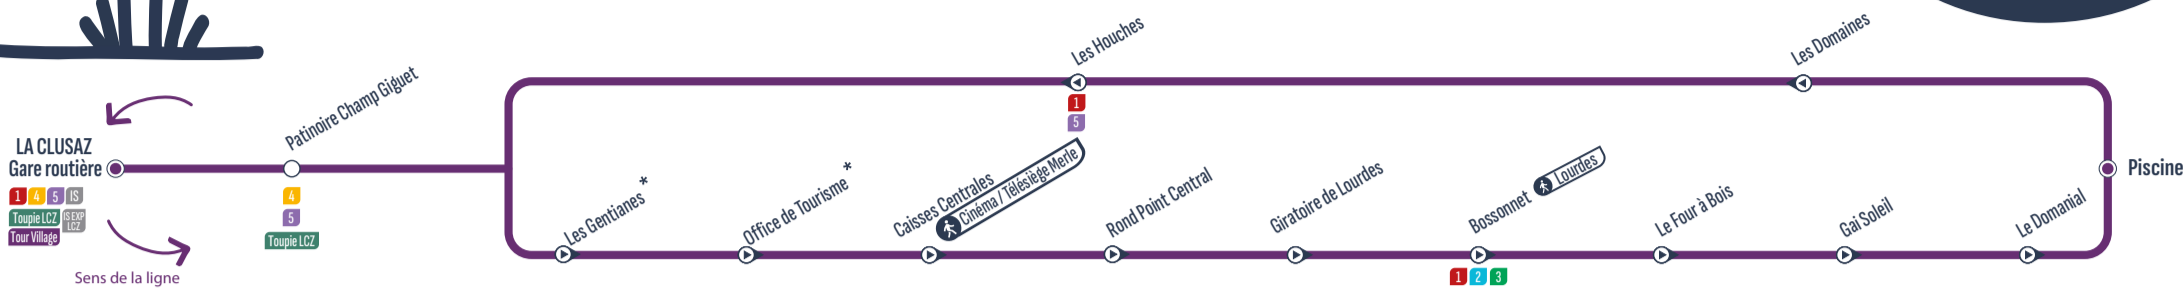 Les Houches
Les Domaines
Patinoire Champ Giguet
1
5
LA CLUSAZ
Gare routière
Piscine
1 4 5 IS
Toupie LCZ IS EXP LCZ
Tour Village
4
5
Toupie LCZ
Les Gentianes *
Office de Tourisme *
Caisses Centrales
Cinéma / Télésiège Merle
Rond Point Central
Giratoire de Lourdes
Bossonnet
Lourdes
Le Four à Bois
Gai Soleil
Le Domanial
1 2 3
Sens de la ligne